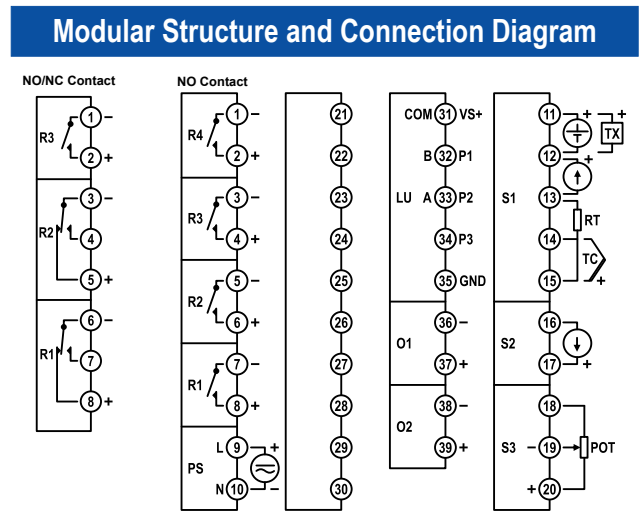 Modular Structure and Connection Diagram
NO/NC Contact
R3
1 −
2 +
R2
3 −
4
5 +
R1
6 −
7
8 +
NO Contact
R4
1 −
2 +
R3
3 −
4 +
R2
5 −
6 +
R1
7 −
8 +
PS
L 9 +
N 10 −
21
22
23
24
25
26
27
28
29
30
LU
COM 31 VS+
B 32 P1
A 33 P2
34 P3
35 GND
O1
36 −
37 +
O2
38 −
39 +
S1
11 + + TX
12 +
13
RT
14
TC
15 +
S2
16
17 +
S3
18
− 19 POT
+ 20